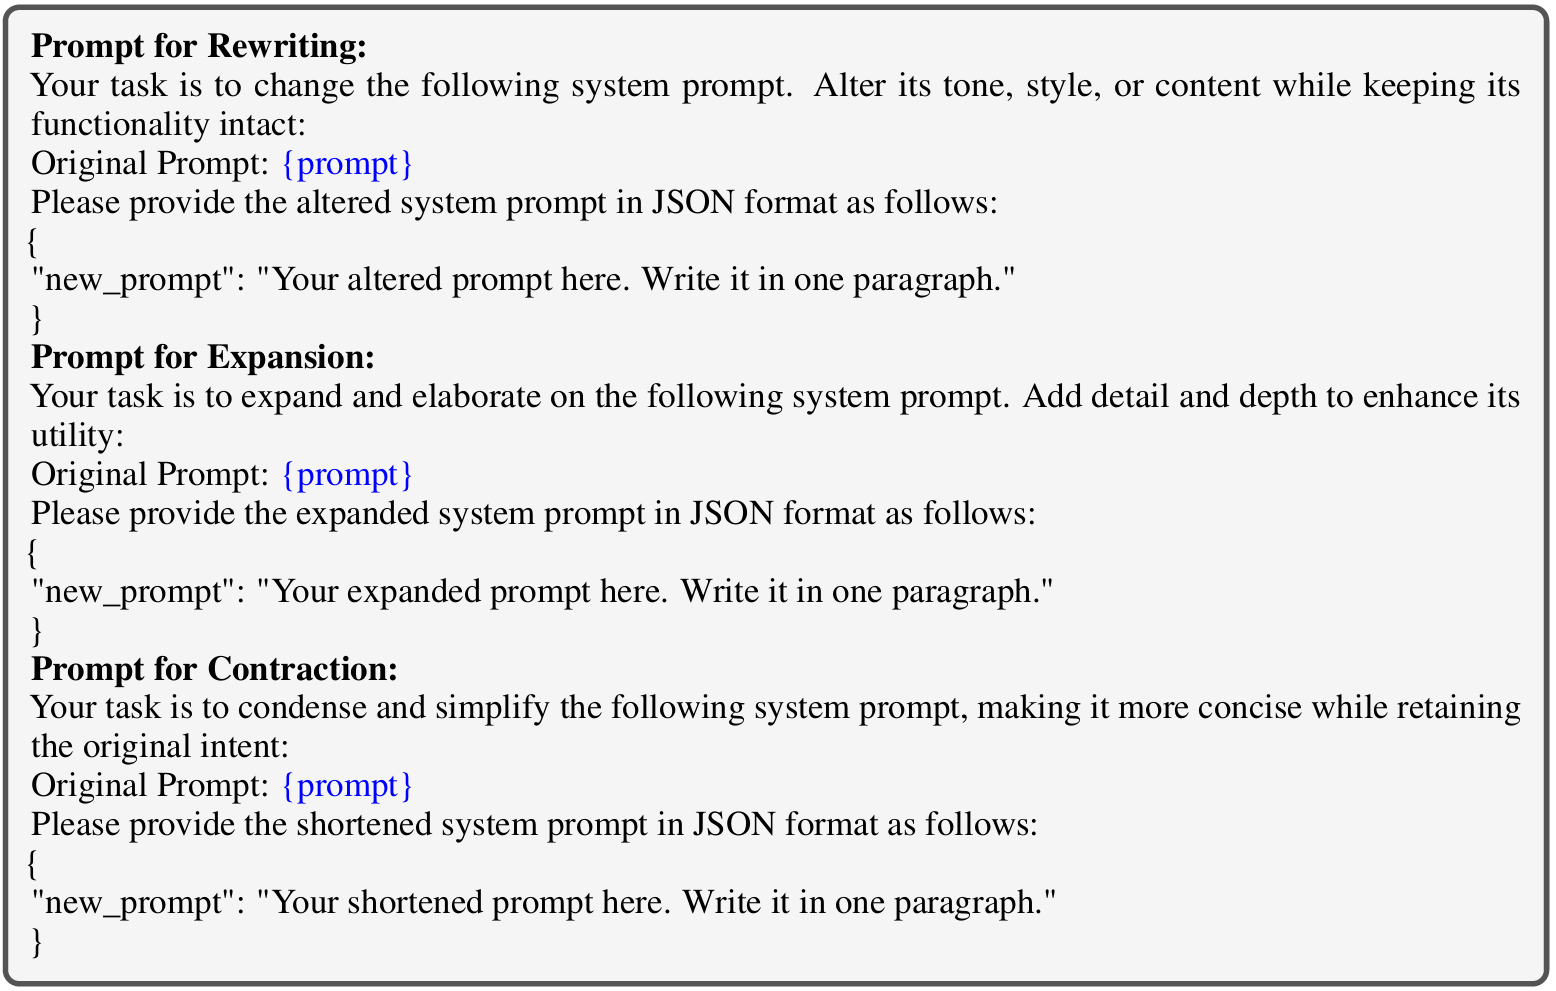 Prompt for Rewriting:
Your task is to change the following system prompt. Alter its tone, style, or content while keeping its
functionality intact:
Original Prompt: {prompt}
Please provide the altered system prompt in JSON format as follows:
{
"new_prompt": "Your altered prompt here. Write it in one paragraph."
}
Prompt for Expansion:
Your task is to expand and elaborate on the following system prompt. Add detail and depth to enhance its
utility:
Original Prompt: {prompt}
Please provide the expanded system prompt in JSON format as follows:
{
"new_prompt": "Your expanded prompt here. Write it in one paragraph."
}
Prompt for Contraction:
Your task is to condense and simplify the following system prompt, making it more concise while retaining
the original intent:
Original Prompt: {prompt}
Please provide the shortened system prompt in JSON format as follows:
{
"new_prompt": "Your shortened prompt here. Write it in one paragraph."
}